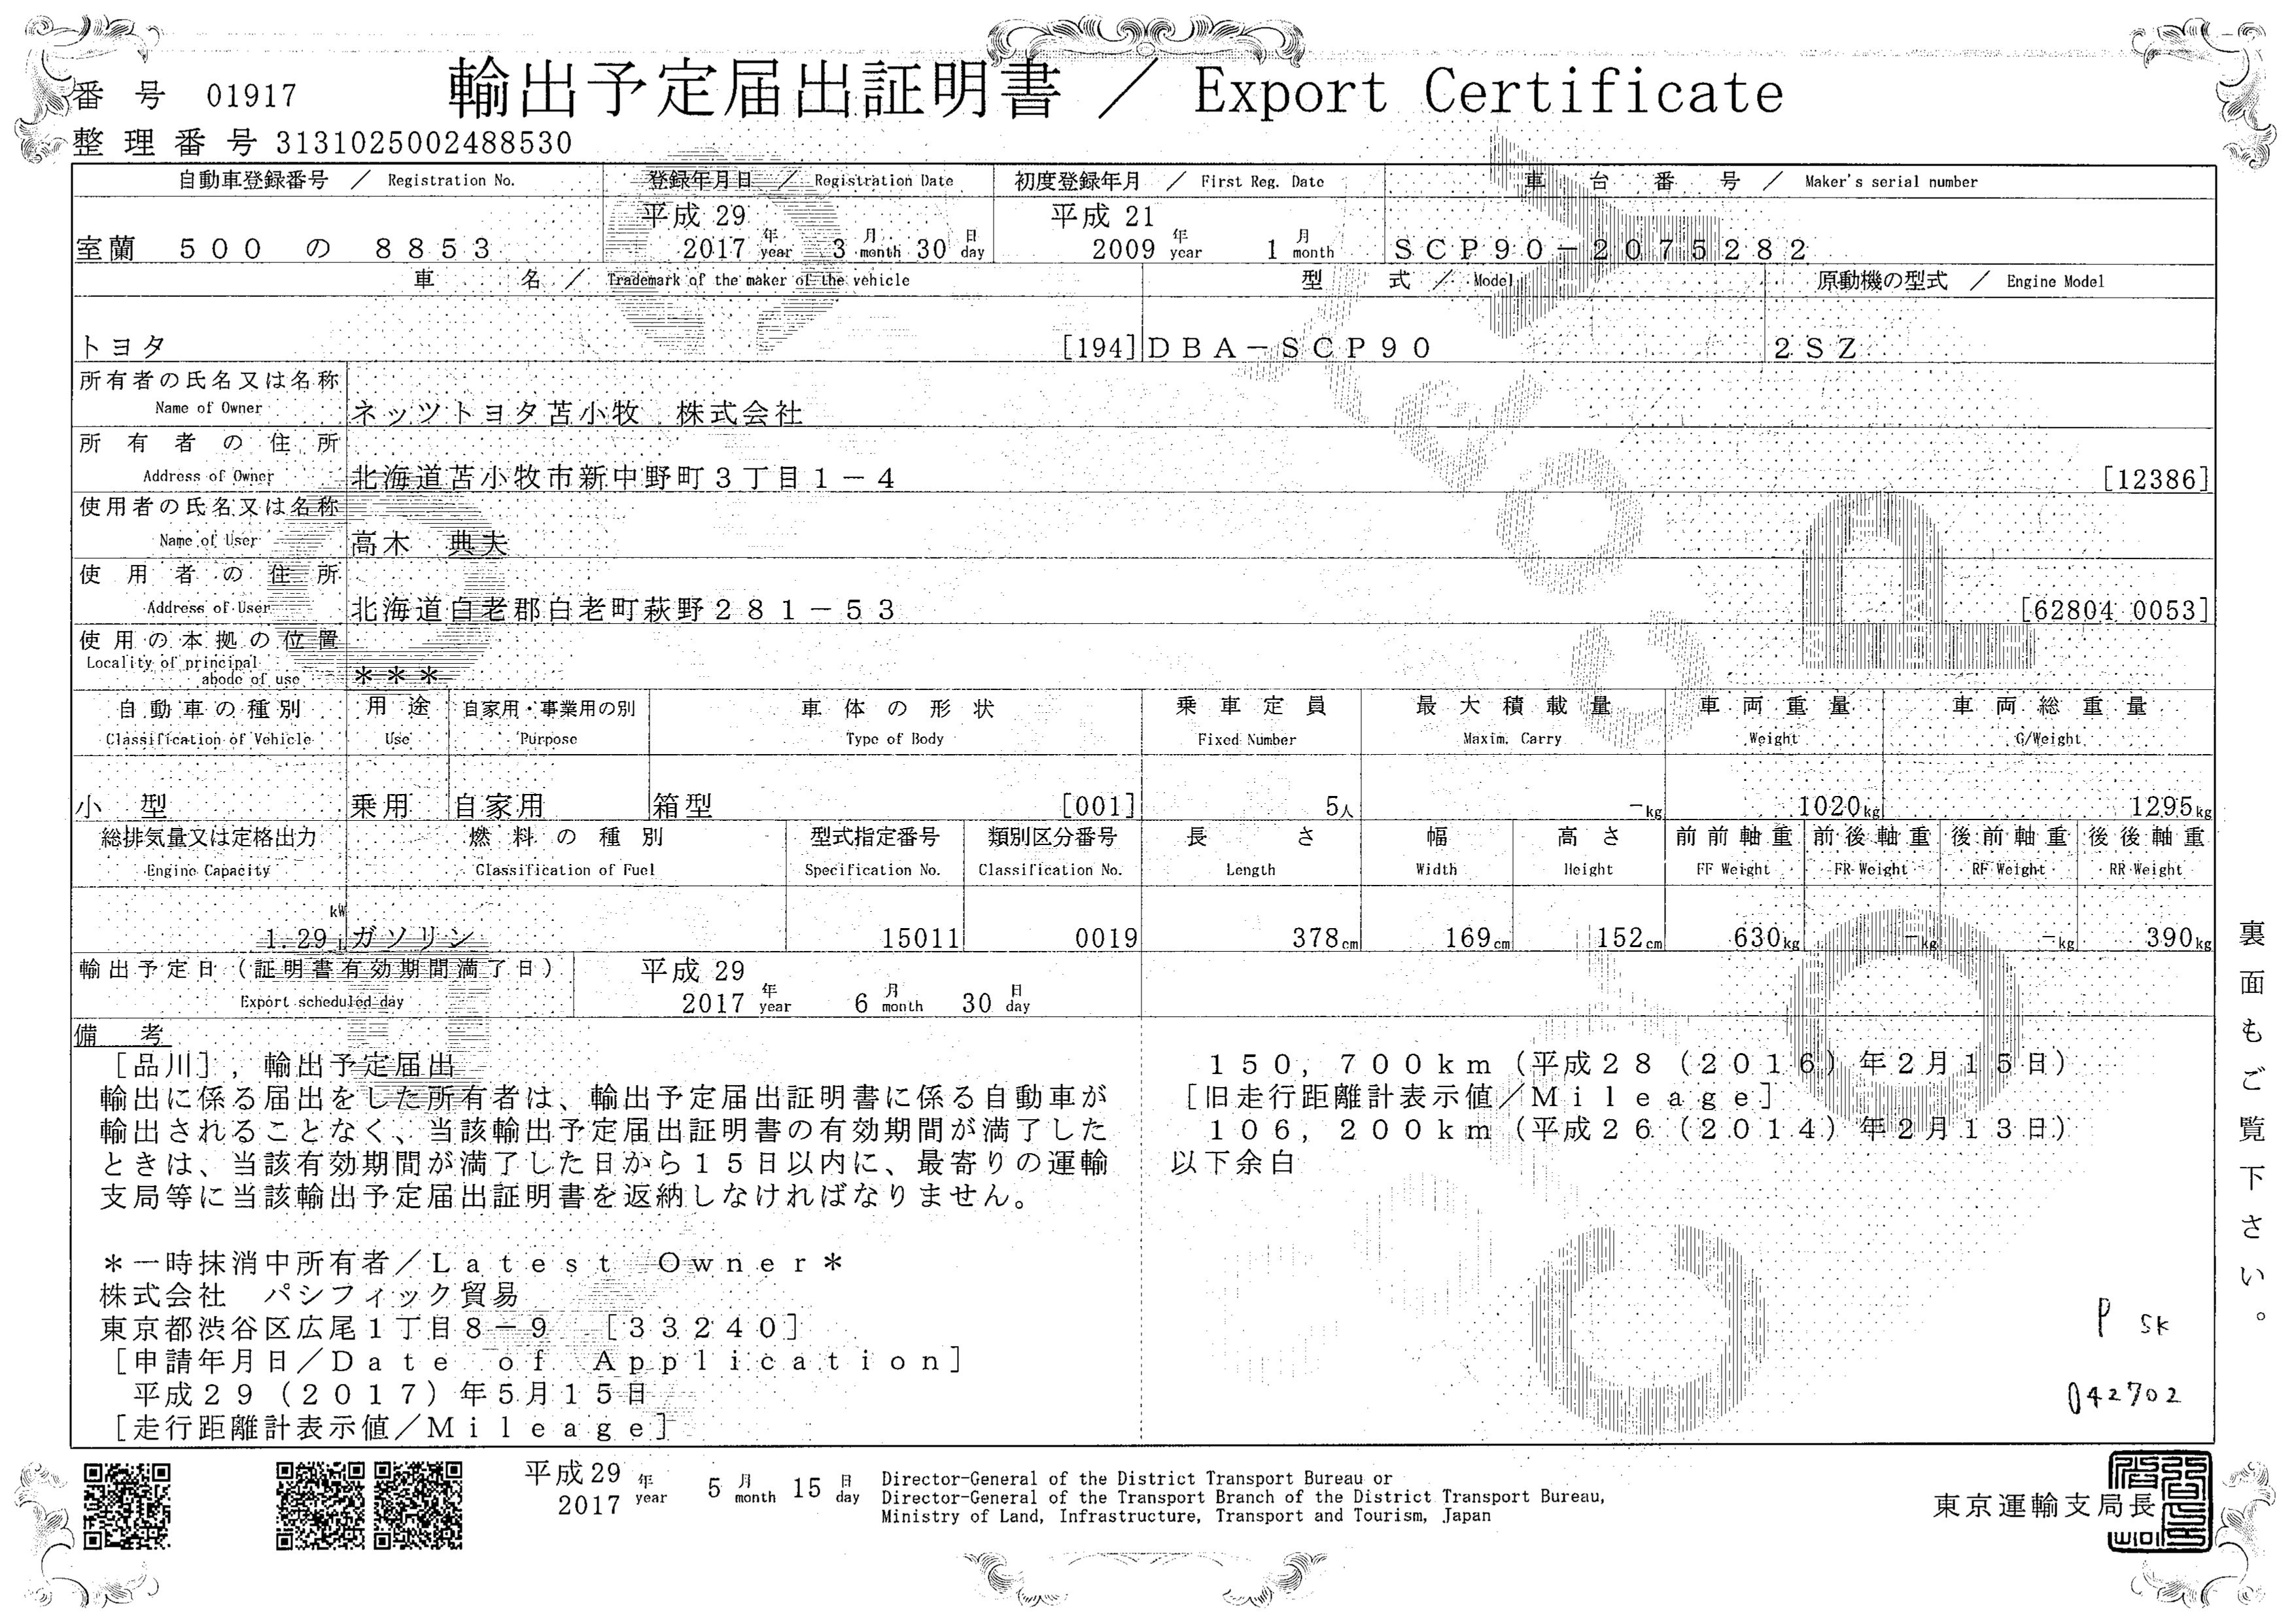 番号 01917
輸出予定届出証明書 ／ Export Certificate
整理番号 3131025002488530
自動車登録番号 ／ Registration No.
登録年月日 ／ Registration Date
初度登録年月 ／ First Reg. Date
車台番号 ／ Maker's serial number
平成 29
平成 21
室蘭 500 の 8853
2017 年 year 3 月 month 30 日 day
2009 年 year 1 月 month
SCP90-2075282
車名 ／ Trademark of the maker of the vehicle
型式 ／ Model
原動機の型式 ／ Engine Model
トヨタ [194]
DBA-SCP90
2SZ
所有者の氏名又は名称
Name of Owner
ネッツトヨタ苫小牧 株式会社
所有者の住所
Address of Owner
北海道苫小牧市新中野町3丁目1-4 [12386]
使用者の氏名又は名称
Name of User
高木 典夫
使用者の住所
Address of User
北海道白老郡白老町萩野281-53 [62804 0053]
使用の本拠の位置
Locality of principal
abode of use
＊＊＊
自動車の種別 用途 自家用・事業用の別 車体の形状 乗車定員 最大積載量 車両重量 車両総重量
Classification of Vehicle Use Purpose Type of Body Fixed Number Maxim. Carry Weight G/Weight
小型 乗用 自家用 箱型 [001] 5人 -kg 1020kg 1295kg
総排気量又は定格出力 燃料の種別 型式指定番号 類別区分番号 長さ 幅 高さ 前前軸重 前後軸重 後前軸重 後後軸重
Engine Capacity Classification of Fuel Specification No. Classification No. Length Width Height FF Weight FR Weight RF Weight RR Weight
kW
1.29 L ガソリン 15011 0019 378cm 169cm 152cm 630kg -kg -kg 390kg
輸出予定日（証明書有効期間満了日）
Export scheduled day
平成 29
2017 年 year 6 月 month 30 日 day
備考
［品川］，輸出予定届出
輸出に係る届出をした所有者は、輸出予定届出証明書に係る自動車が
輸出されることなく、当該輸出予定届出証明書の有効期間が満了した
ときは、当該有効期間が満了した日から15日以内に、最寄りの運輸
支局等に当該輸出予定届出証明書を返納しなければなりません。
＊一時抹消中所有者／Latest Owner＊
株式会社 パシフィック貿易
東京都渋谷区広尾1丁目8-9 [33240]
［申請年月日／Date of Application］
平成29（2017）年5月15日
［走行距離計表示値／Mileage］
150,700km（平成28（2016）年2月15日）
［旧走行距離計表示値／Mileage］
106,200km（平成26（2014）年2月13日）
以下余白
P SK
042702
裏面もご覧下さい。
平成29 年 5 月 15 日
2017 year month day
Director-General of the District Transport Bureau or
Director-General of the Transport Branch of the District Transport Bureau,
Ministry of Land, Infrastructure, Transport and Tourism, Japan
東京運輸支局長